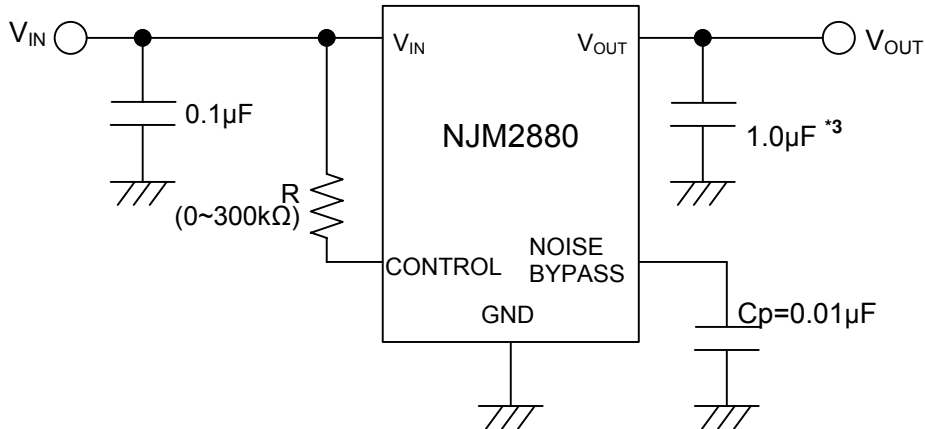 VIN
VIN
VOUT
VOUT
0.1µF
NJM2880
1.0µF *3
R
(0~300kΩ)
CONTROL
NOISE
BYPASS
GND
Cp=0.01µF